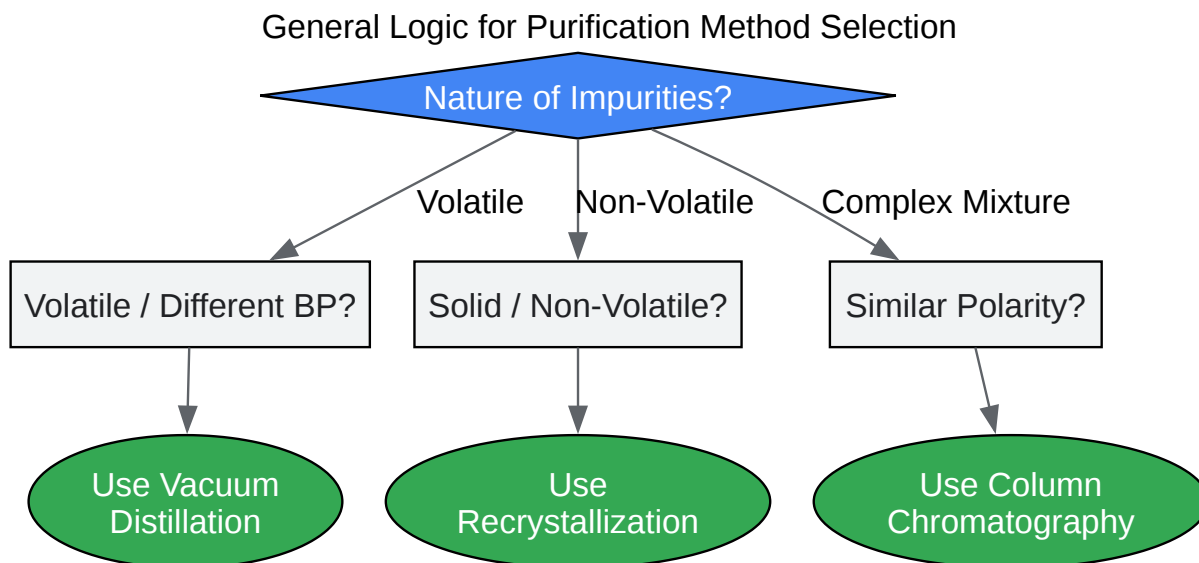 General Logic for Purification Method Selection
Nature of Impurities?
Volatile
Non-Volatile
Complex Mixture
Volatile / Different BP?
Solid / Non-Volatile?
Similar Polarity?
Use Vacuum
Distillation
Use
Recrystallization
Use Column
Chromatography